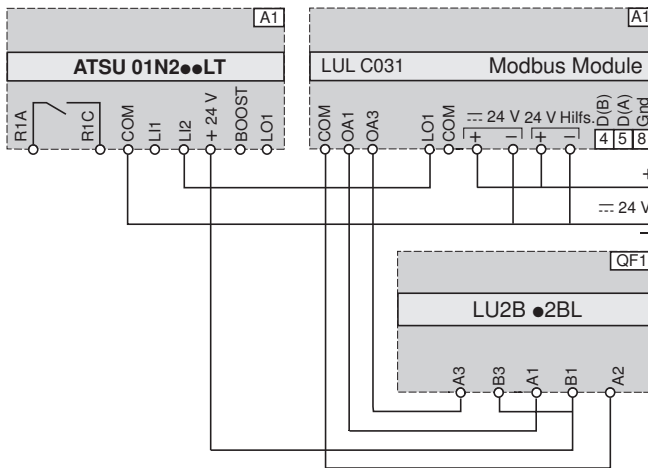 A1
ATSU 01N2●●LT
R1A
R1C
COM
LI1
LI2
+ 24 V
BOOST
LO1
A1
LUL C031 Modbus Module
COM
OA1
OA3
LO1
COM
⎓ 24 V
+
−
24 V Hilfs.
+
−
D(B)
D(A)
Gnd
4 5 8
+
⎓ 24 V
−
QF1
LU2B ●2BL
A3
B3
A1
B1
A2